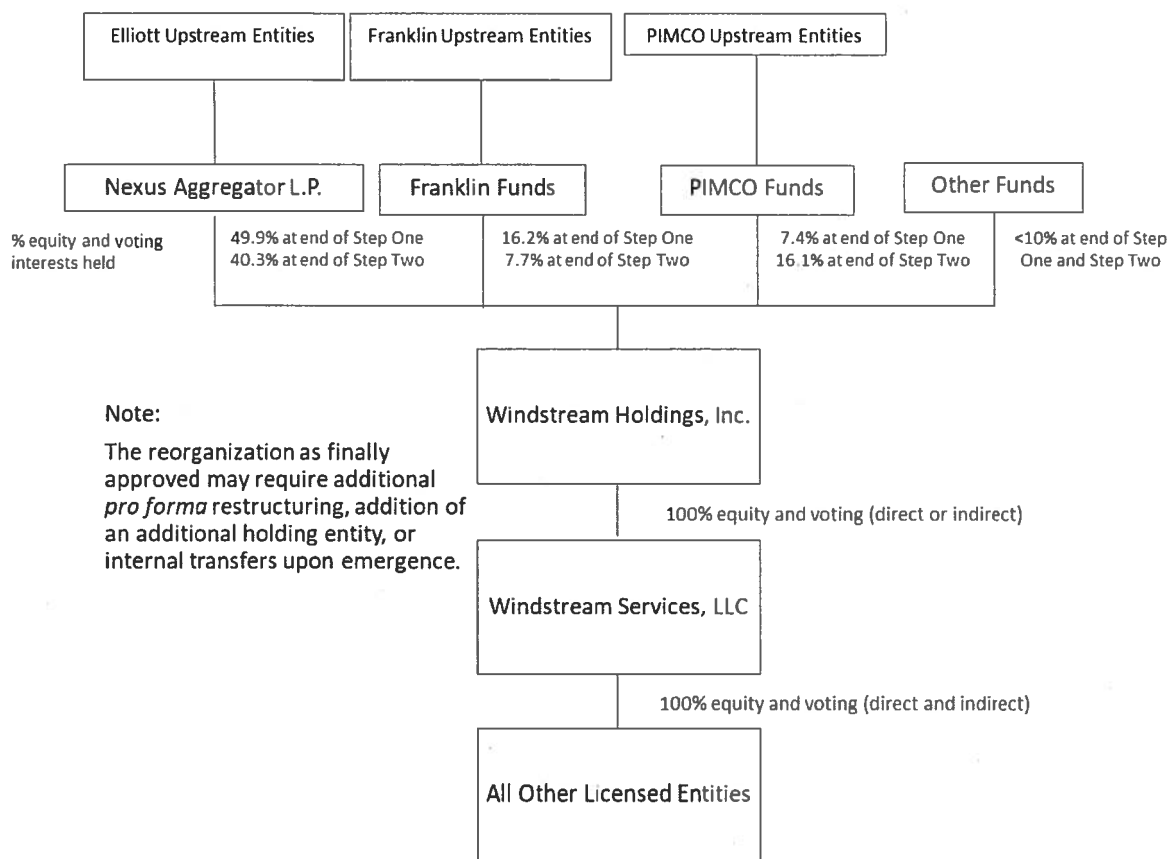 Elliott Upstream Entities
Franklin Upstream Entities
PIMCO Upstream Entities
Nexus Aggregator L.P.
Franklin Funds
PIMCO Funds
Other Funds
% equity and voting
interests held
49.9% at end of Step One
40.3% at end of Step Two
16.2% at end of Step One
7.7% at end of Step Two
7.4% at end of Step One
16.1% at end of Step Two
<10% at end of Step
One and Step Two
Windstream Holdings, Inc.
Note:
The reorganization as finally
approved may require additional
pro forma restructuring, addition of
an additional holding entity, or
internal transfers upon emergence.
100% equity and voting (direct or indirect)
Windstream Services, LLC
100% equity and voting (direct and indirect)
All Other Licensed Entities